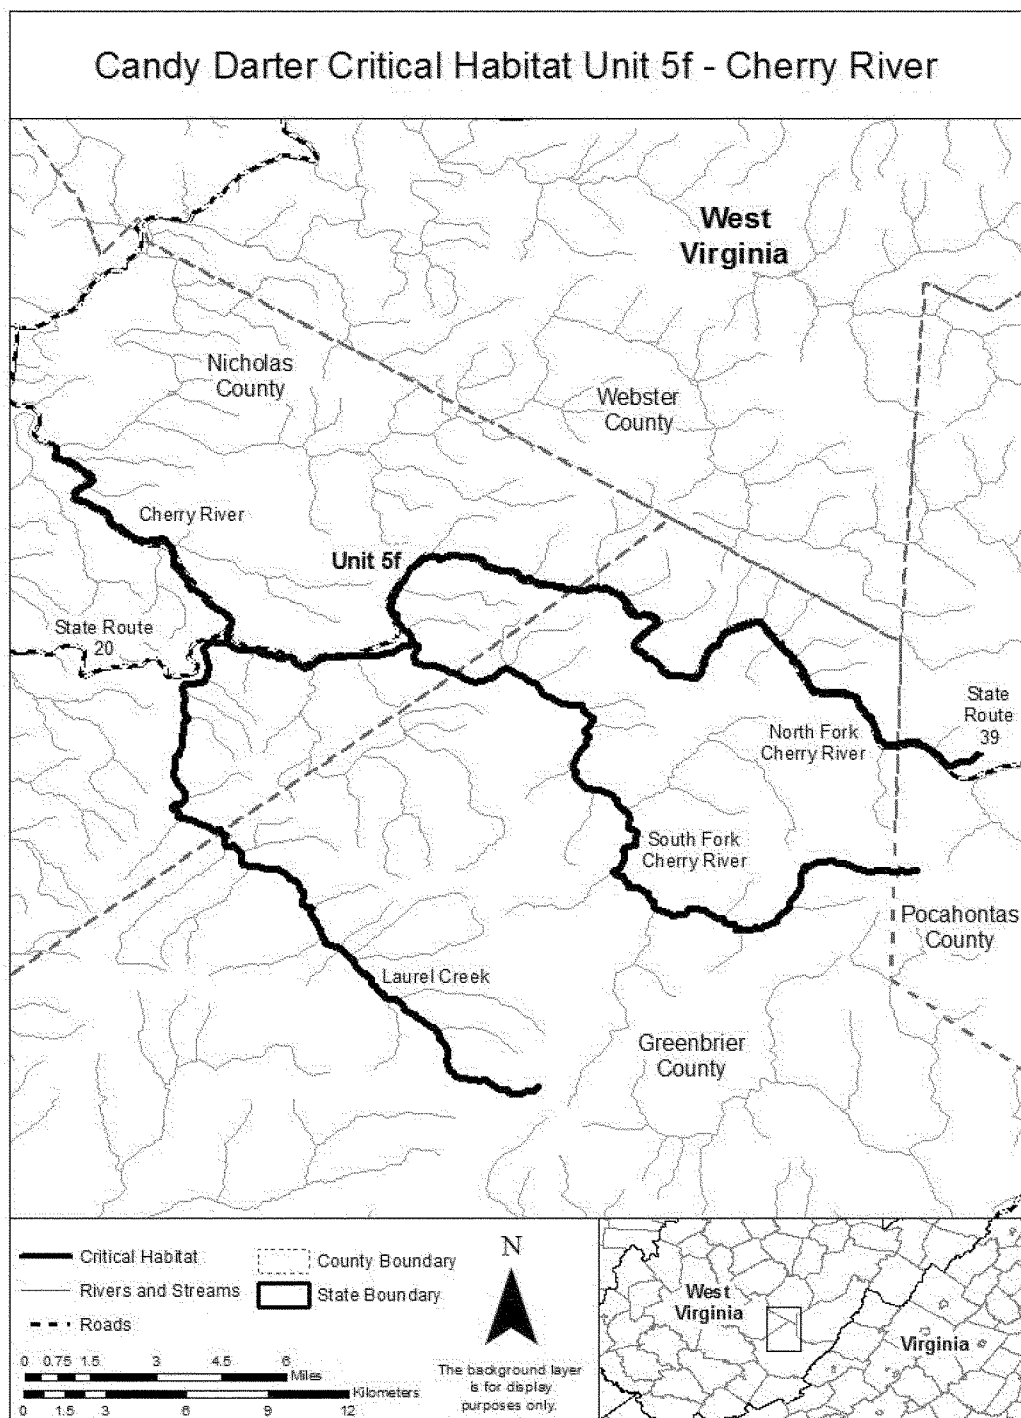 Candy Darter Critical Habitat Unit 5f - Cherry River
West
Virginia
Nicholas
County
Webster
County
Cherry River
Unit 5f
State Route
20
State
Route
39
North Fork
Cherry River
South Fork
Cherry River
Pocahontas
County
Laurel Creek
Greenbrier
County
Critical Habitat
County Boundary
Rivers and Streams
State Boundary
Roads
0 0.75 1.5 3 4.5 6
Miles
Kilometers
0 1.5 3 6 9 12
N
The background layer
is for display
purposes only.
West
Virginia
Virginia